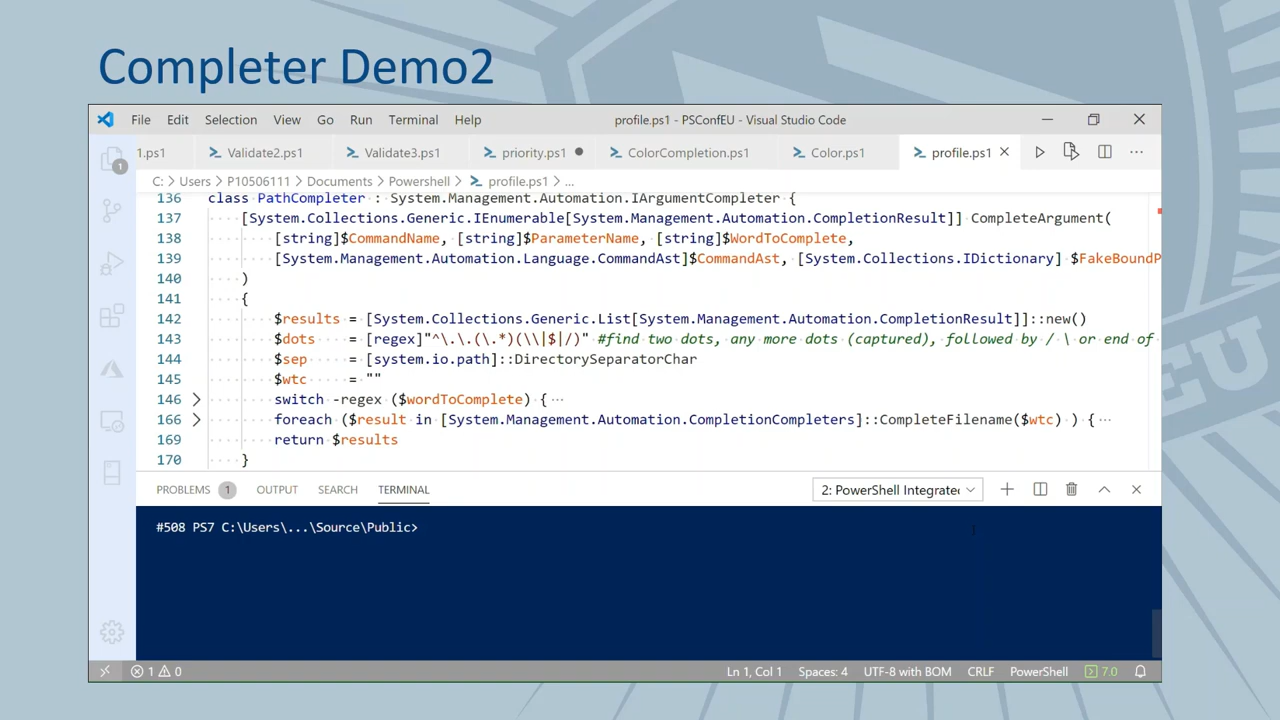 Completer Demo2
File Edit Selection View Go Run Terminal Help profile.ps1 - PSConfEU - Visual Studio Code
1.ps1 Validate2.ps1 Validate3.ps1 priority.ps1 ColorCompletion.ps1 Color.ps1 profile.ps1
C: > Users > P10506111 > Documents > Powershell > profile.ps1 > ...
136 class PathCompleter : System.Management.Automation.IArgumentCompleter {
137 [System.Collections.Generic.IEnumerable[System.Management.Automation.CompletionResult]] CompleteArgument(
138 [string]$CommandName, [string]$ParameterName, [string]$WordToComplete,
139 [System.Management.Automation.Language.CommandAst]$CommandAst, [System.Collections.IDictionary] $FakeBoundP
140 )
141 {
142 $results = [System.Collections.Generic.List[System.Management.Automation.CompletionResult]]::new()
143 $dots = [regex]"^\.\.(\.*)(\\|$|/)" #find two dots, any more dots (captured), followed by / \ or end of
144 $sep = [system.io.path]::DirectorySeparatorChar
145 $wtc = ""
146 switch -regex ($wordToComplete) { ...
166 foreach ($result in [System.Management.Automation.CompletionCompleters]::CompleteFilename($wtc) ) { ...
169 return $results
170 }
PROBLEMS 1 OUTPUT SEARCH TERMINAL 2: PowerShell Integrate
#508 PS7 C:\Users\...\Source\Public>
1 0 Ln 1, Col 1 Spaces: 4 UTF-8 with BOM CRLF PowerShell 7.0
EU